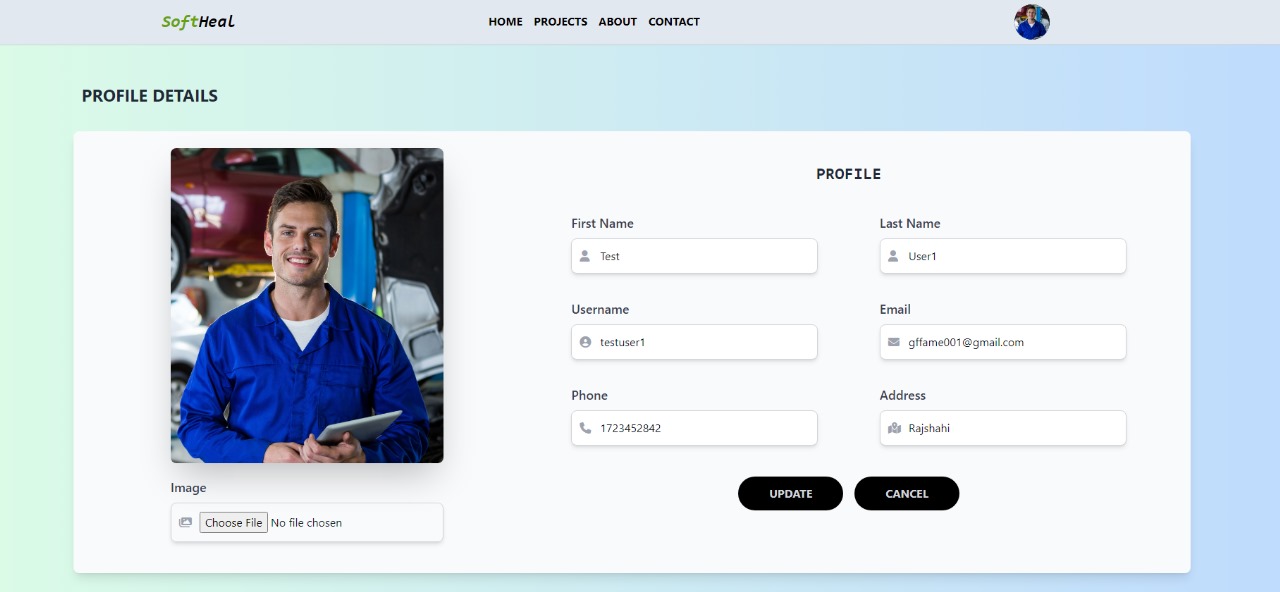 SoftHeal
HOME PROJECTS ABOUT CONTACT
PROFILE DETAILS
PROFILE
First Name
Test
Last Name
User1
Username
testuser1
Email
gffame001@gmail.com
Phone
1723452842
Address
Rajshahi
UPDATE
CANCEL
Image
Choose File No file chosen